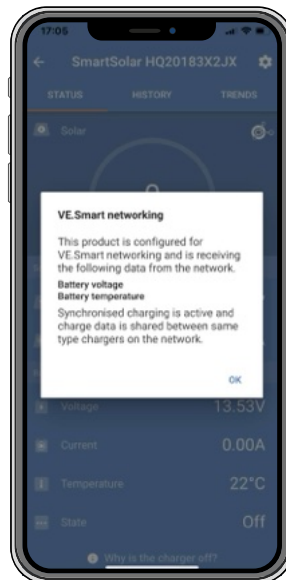 17:05
SmartSolar HQ20183X2JX
STATUS HISTORY TRENDS
Solar
VE.Smart networking
This product is configured for
VE.Smart networking and is receiving
the following data from the network.
Battery voltage
Battery temperature
Synchronised charging is active and
charge data is shared between same
type chargers on the network.
OK
Voltage 13.53V
Current 0.00A
Temperature 22°C
State Off
Why is the charger off?